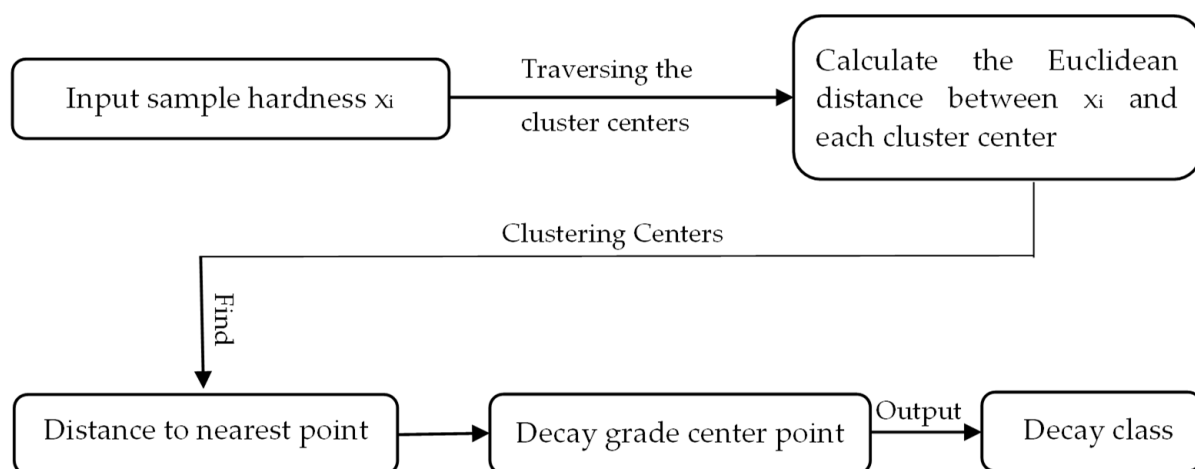 Input sample hardness xi
Traversing the
cluster centers
Calculate the Euclidean
distance between xi and
each cluster center
Clustering Centers
Find
Distance to nearest point
Decay grade center point
Output
Decay class